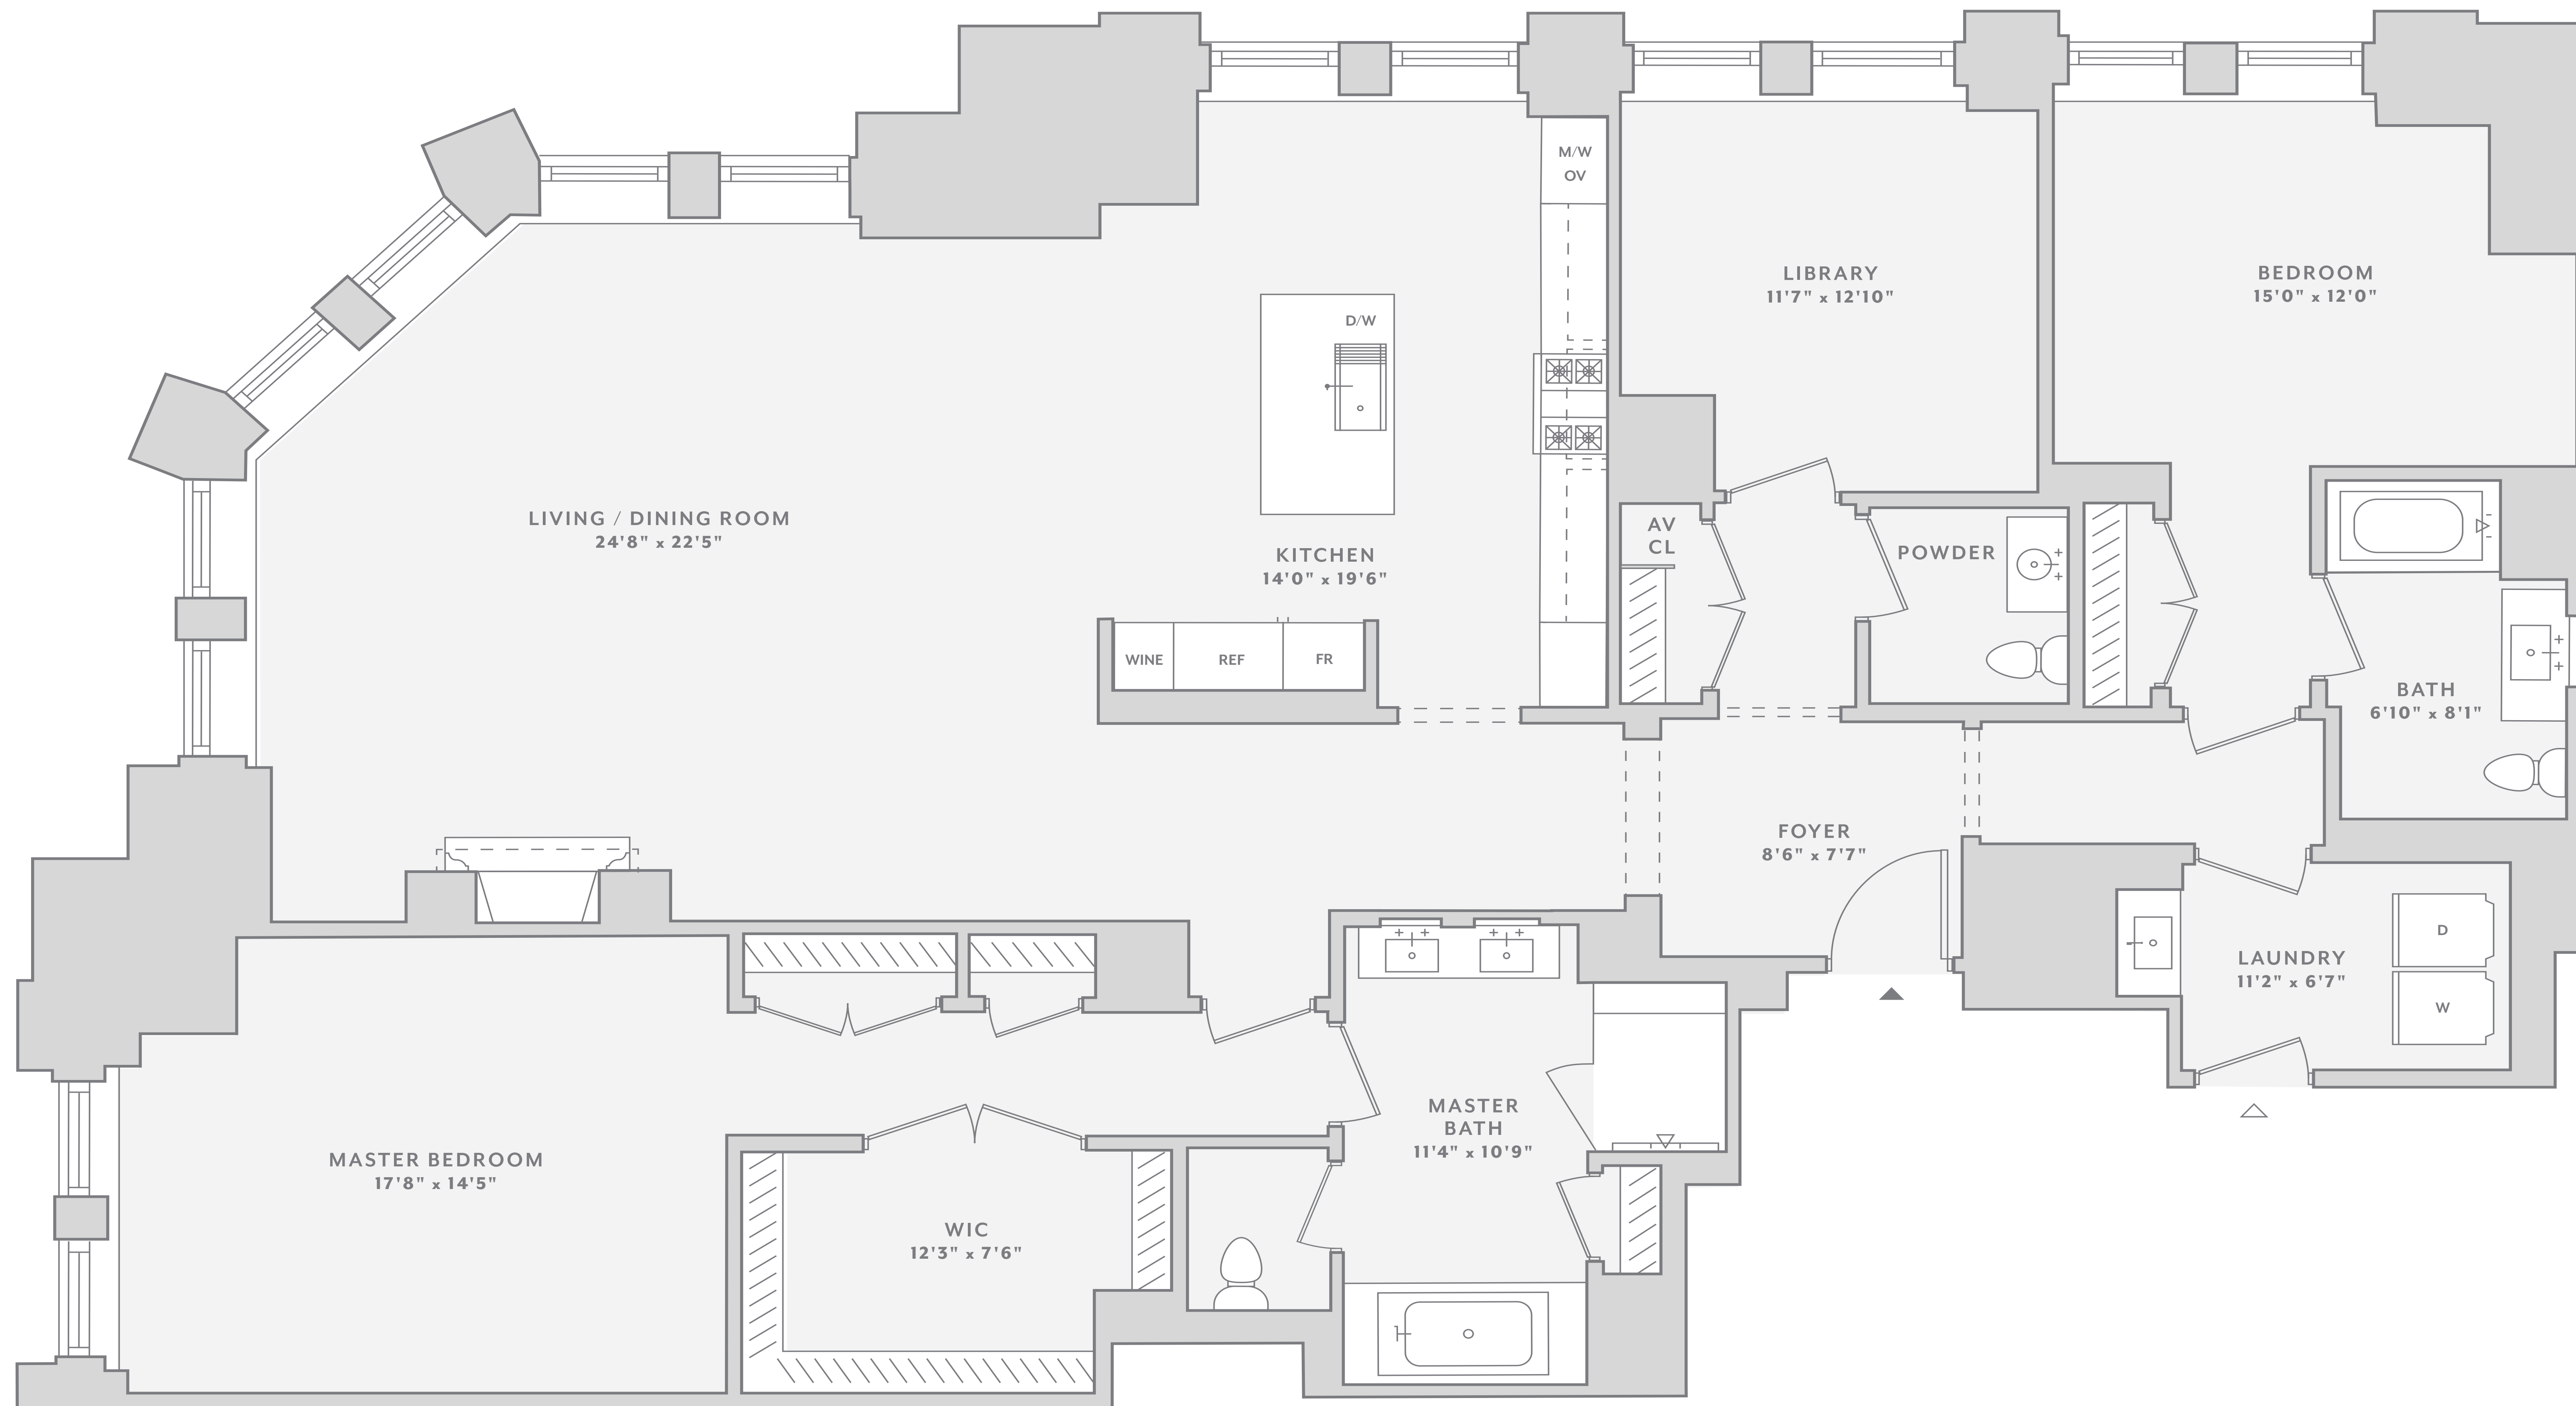 M/W
OV
D/W
LIBRARY
11'7" x 12'10"
BEDROOM
15'0" x 12'0"
LIVING / DINING ROOM
24'8" x 22'5"
KITCHEN
14'0" x 19'6"
AV
CL
POWDER
WINE
REF
FR
BATH
6'10" x 8'1"
FOYER
8'6" x 7'7"
LAUNDRY
11'2" x 6'7"
D
W
MASTER
BATH
11'4" x 10'9"
MASTER BEDROOM
17'8" x 14'5"
WIC
12'3" x 7'6"